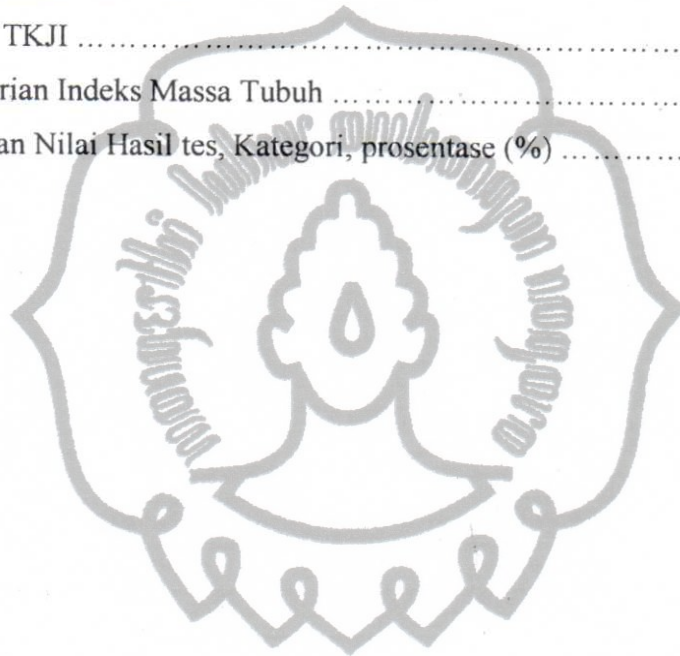 TKJI ……………………………………………………
rian Indeks Massa Tubuh ………………………………
an Nilai Hasil tes, Kategori, prosentase (%) …………